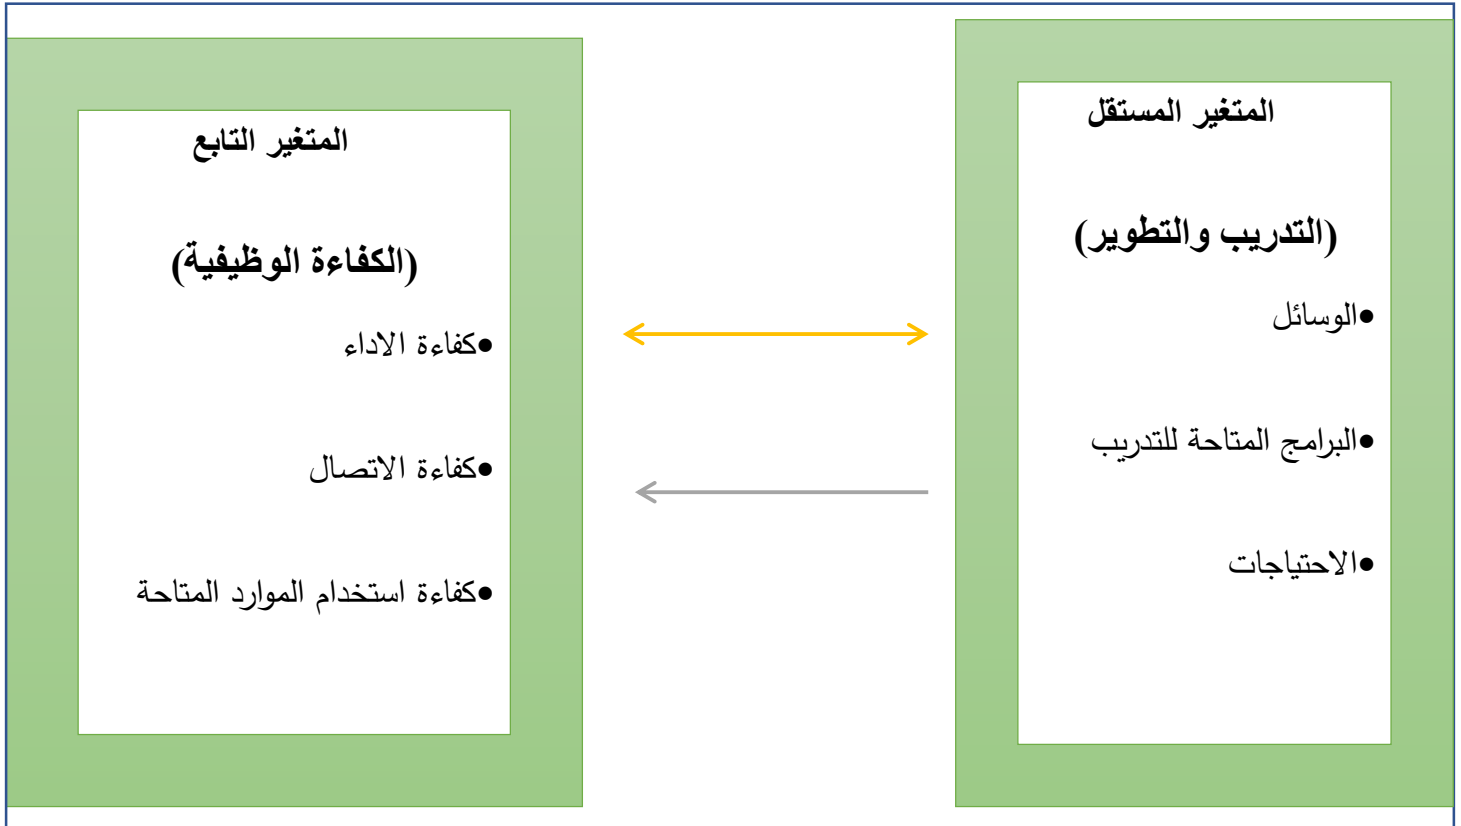 المتغير المستقل
(التدريب والتطوير)
•الوسائل
•البرامج المتاحة للتدريب
•الاحتياجات
المتغير التابع
(الكفاءة الوظيفية)
•كفاءة الاداء
•كفاءة الاتصال
•كفاءة استخدام الموارد المتاحة